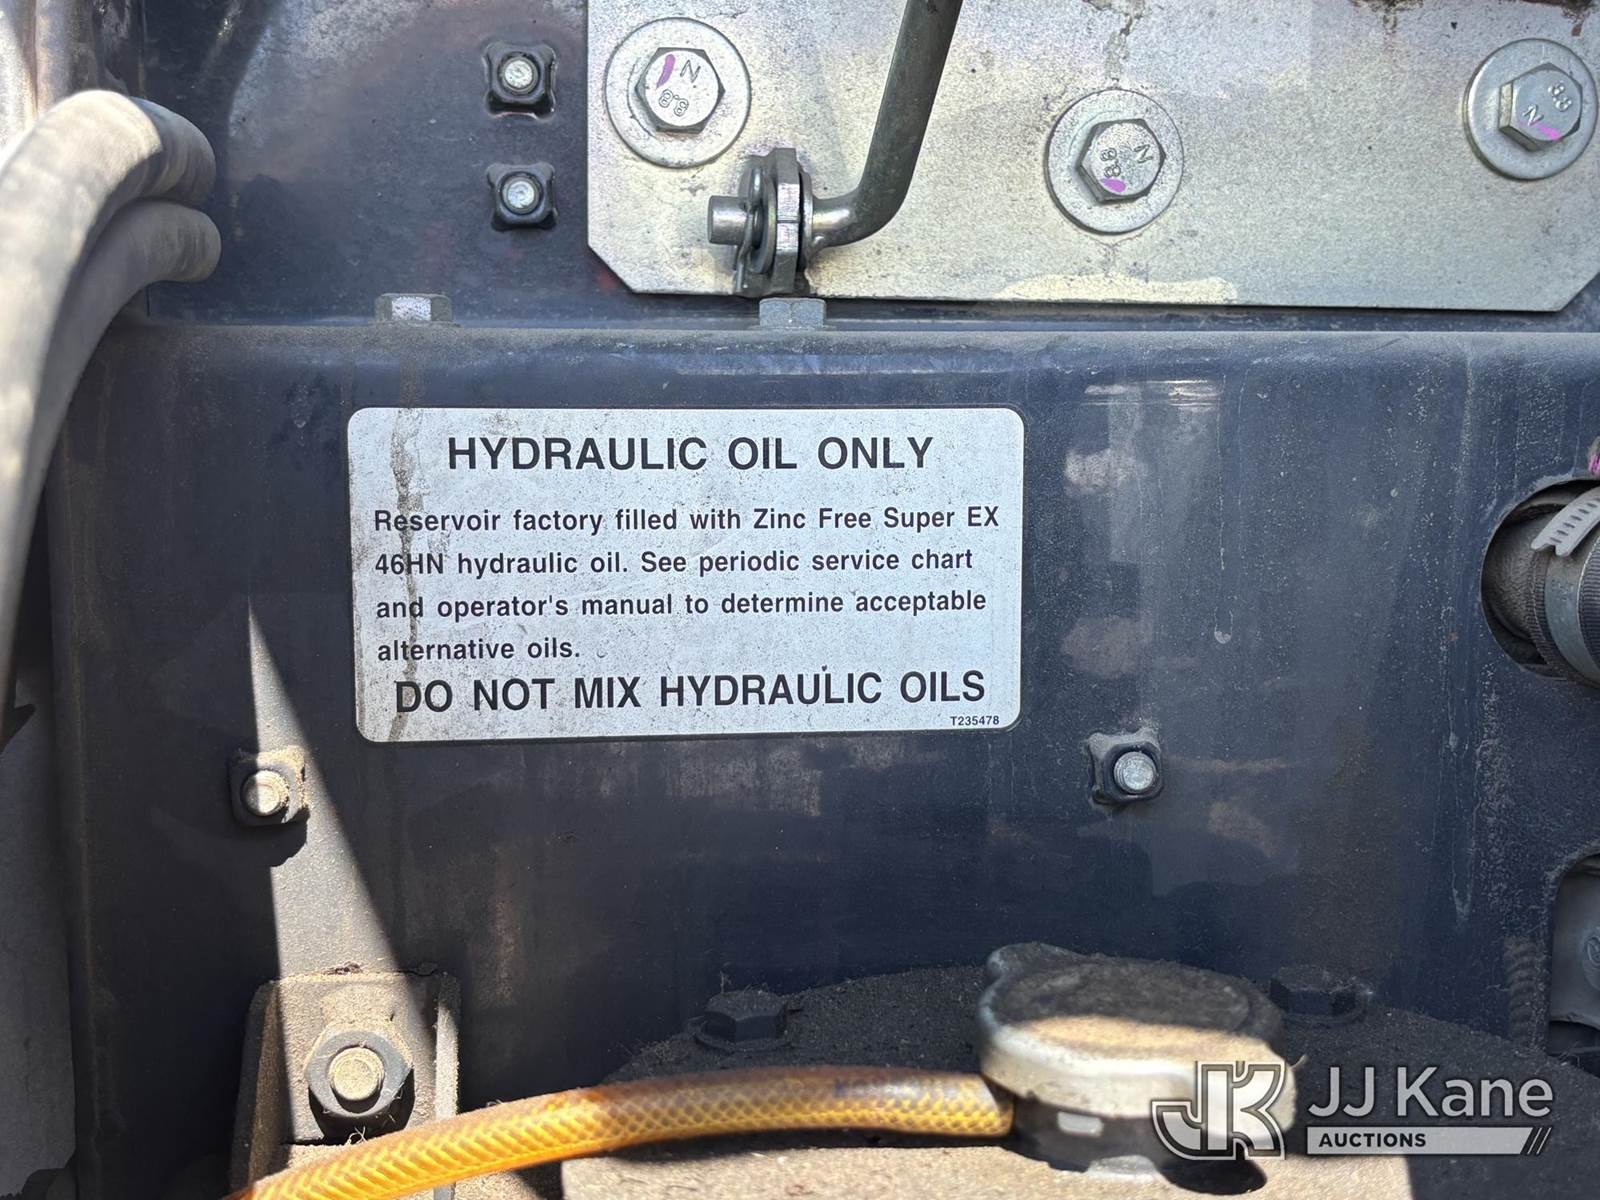 N
8.8
8.8
N
88
N
HYDRAULIC OIL ONLY
Reservoir factory filled with Zinc Free Super EX
46HN hydraulic oil. See periodic service chart
and operator's manual to determine acceptable
alternative oils.
DO NOT MIX HYDRAULIC OILS
T235478
JK
JJ Kane
AUCTIONS